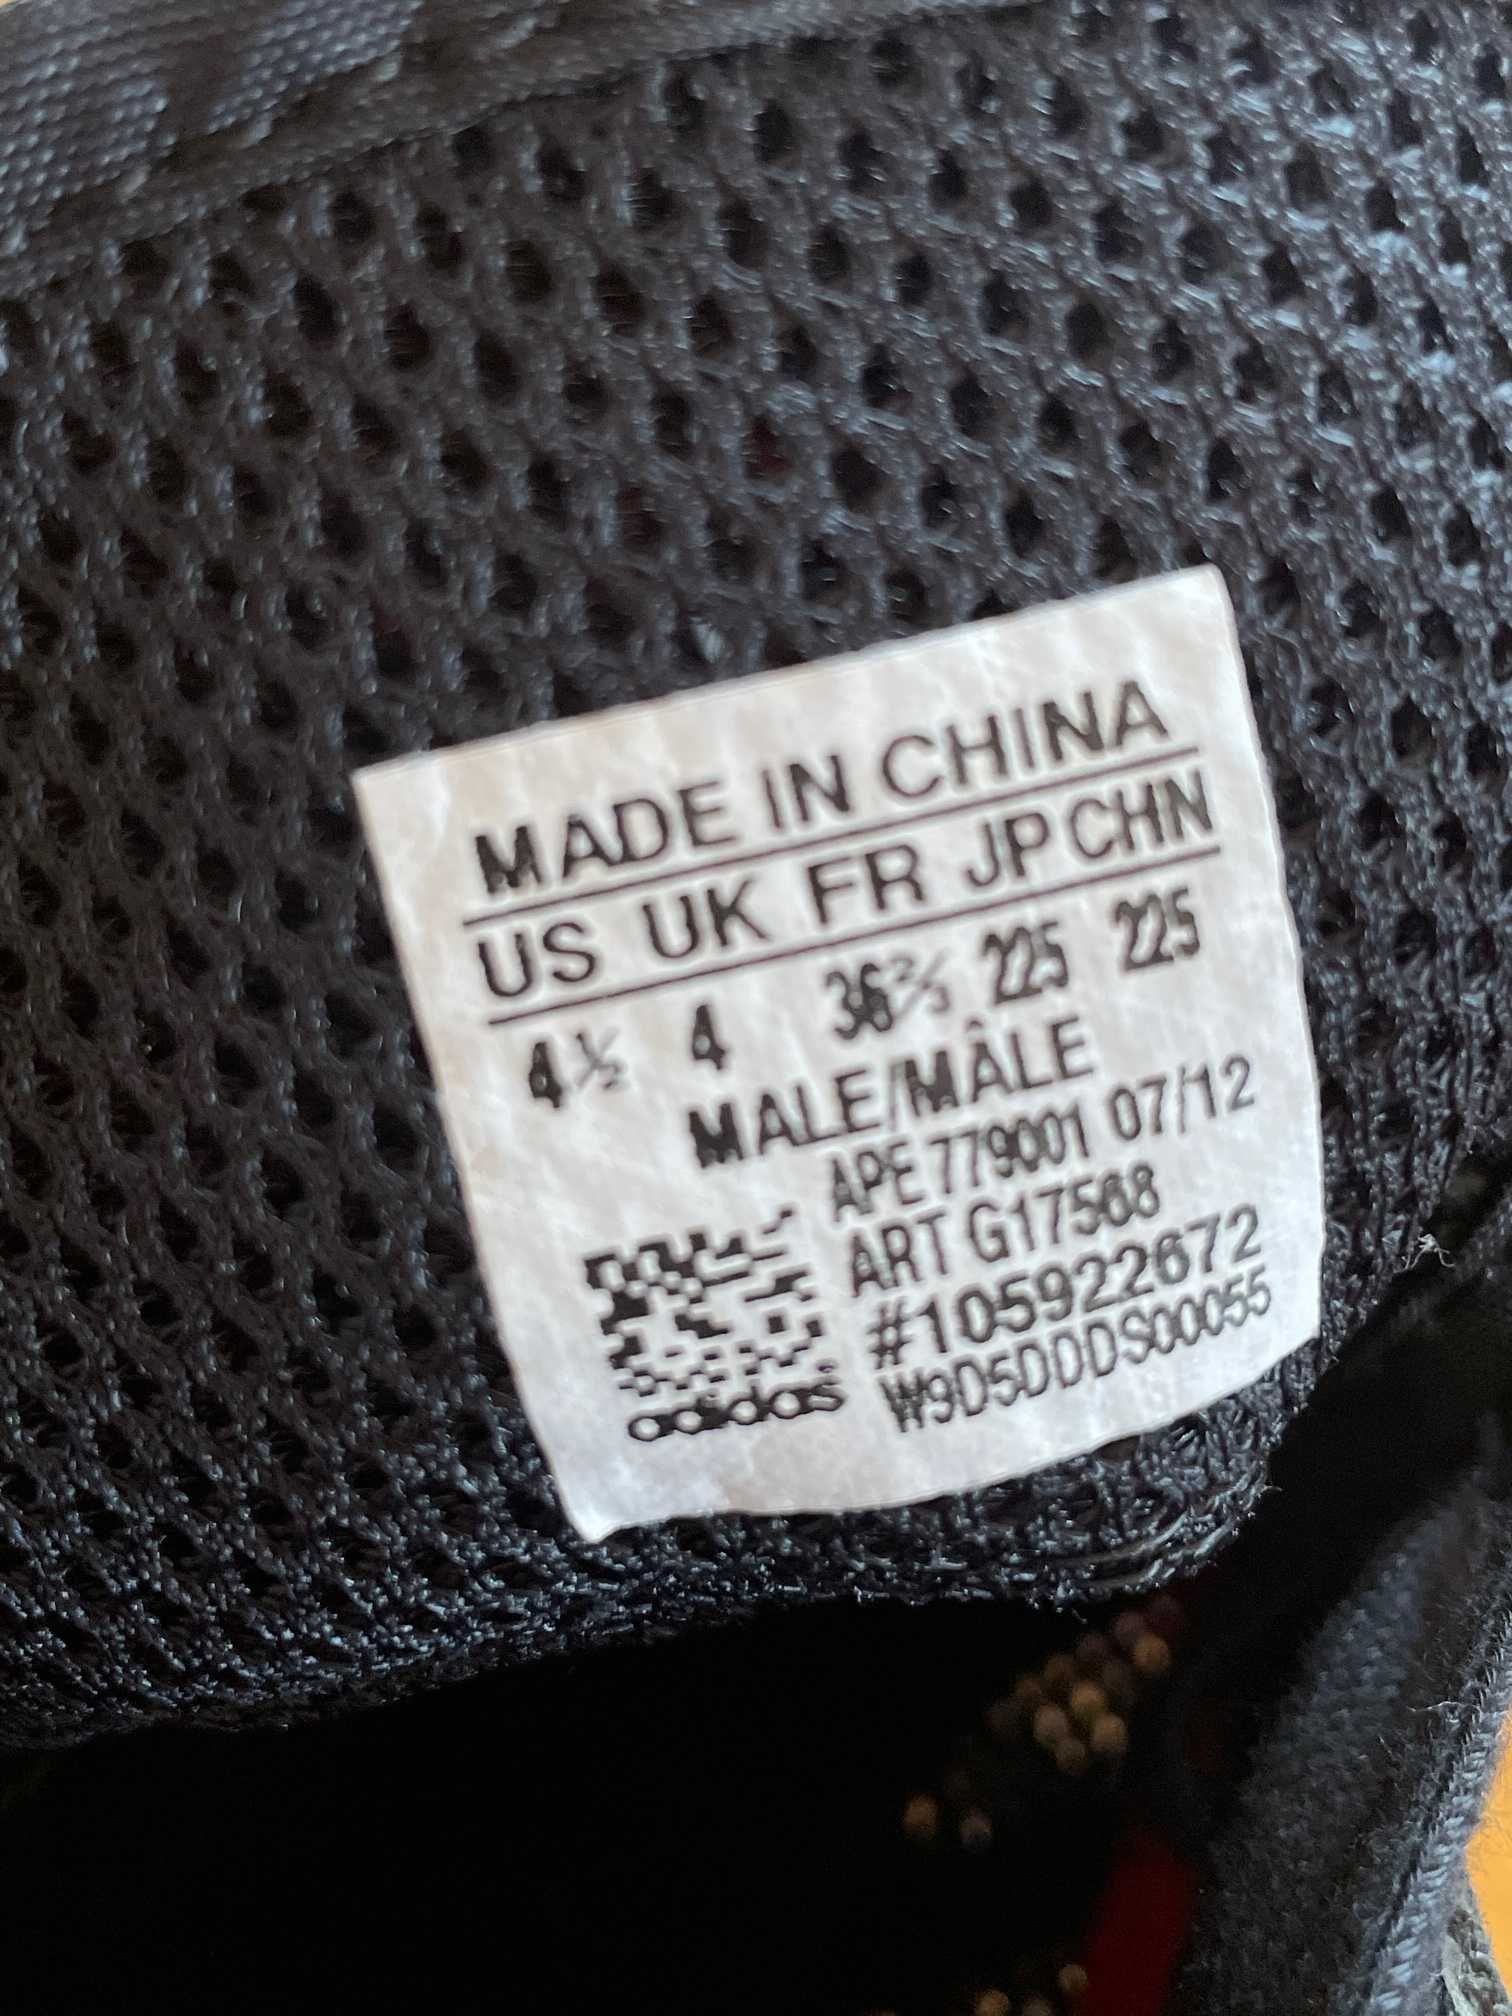 MADE IN CHINA
US UK FR JP CHN
4½ 4 36⅔ 225 225
MALE/MÂLE
APE 779001 07/12
ART G17568
#105922672
W9D5DDDS00055
adidas